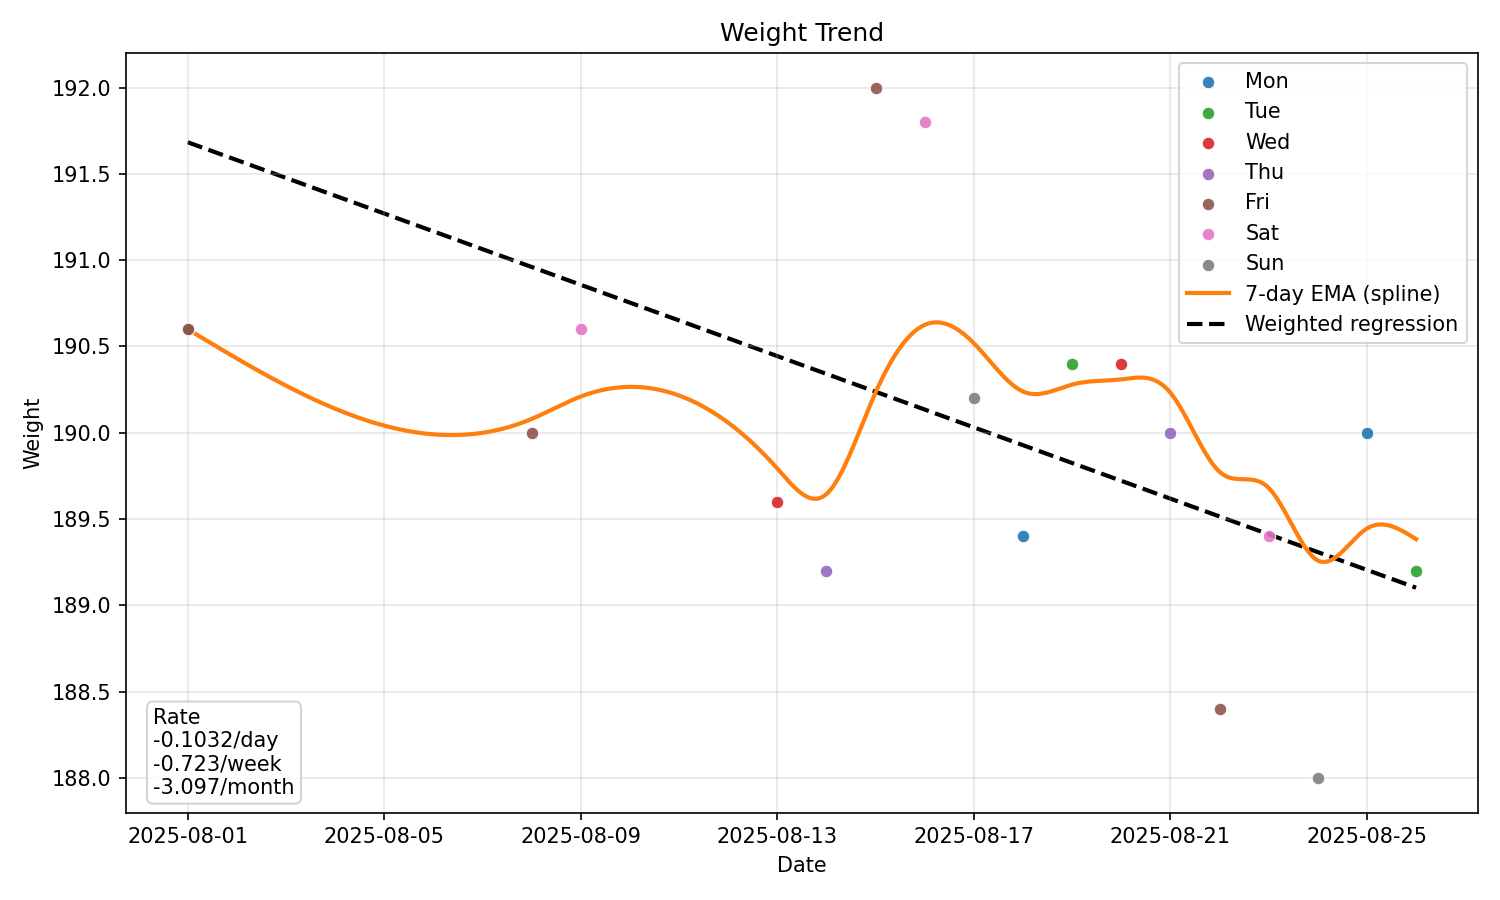 Weight Trend
192.0
191.5
191.0
190.5
190.0
189.5
189.0
188.5
188.0
Weight
Mon
Tue
Wed
Thu
Fri
Sat
Sun
7-day EMA (spline)
Weighted regression
Rate
-0.1032/day
-0.723/week
-3.097/month
2025-08-01 2025-08-05 2025-08-09 2025-08-13 2025-08-17 2025-08-21 2025-08-25
Date